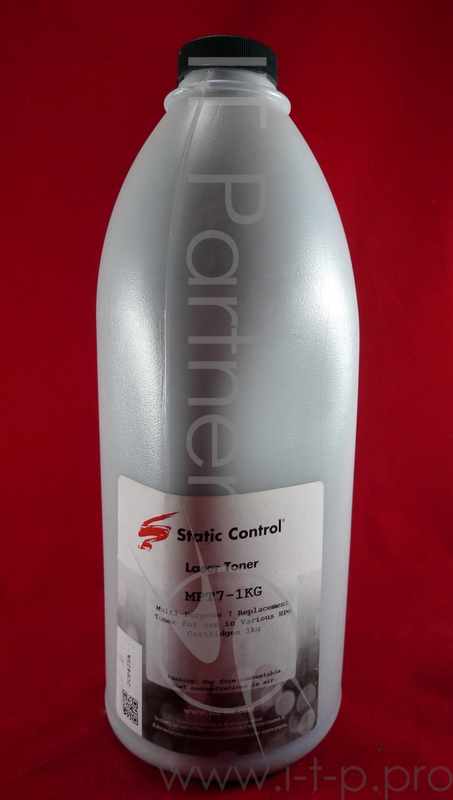 IT Partner
Static Control®
Laser Toner
MPT7-1KG
Multi-Purpose 7 Replacement
Toner for use in Various HP®
Cartridges 1kg
Warning: May form combustible
dust concentrations in air.
www.i-t-p.pro